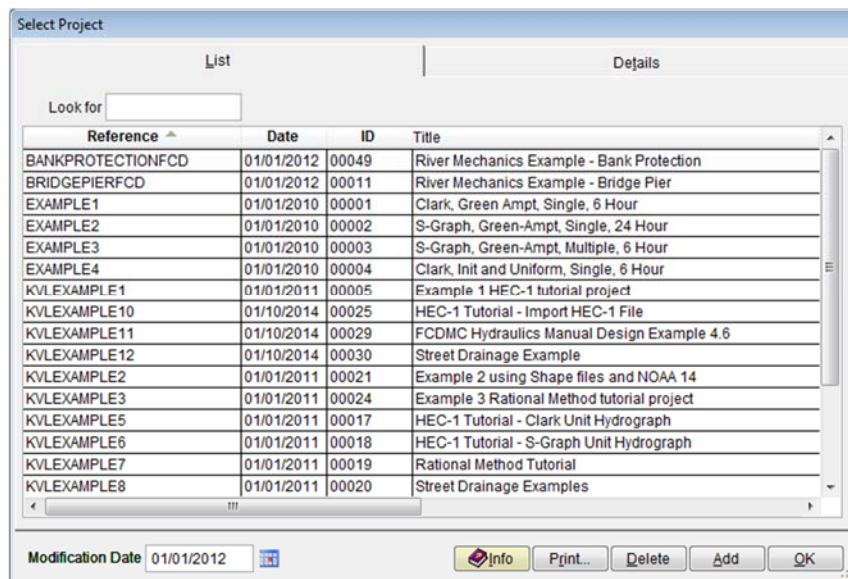 Select Project
List Details
Look for
Reference Date ID Title
BANKPROTECTIONFCD 01/01/2012 00049 River Mechanics Example - Bank Protection
BRIDGEPIERFCD 01/01/2012 00011 River Mechanics Example - Bridge Pier
EXAMPLE1 01/01/2010 00001 Clark, Green Ampt, Single, 6 Hour
EXAMPLE2 01/01/2010 00002 S-Graph, Green-Ampt, Single, 24 Hour
EXAMPLE3 01/01/2010 00003 S-Graph, Green-Ampt, Multiple, 6 Hour
EXAMPLE4 01/01/2010 00004 Clark, Init and Uniform, Single, 6 Hour
KVLEXAMPLE1 01/01/2011 00005 Example 1 HEC-1 tutorial project
KVLEXAMPLE10 01/10/2014 00025 HEC-1 Tutorial - Import HEC-1 File
KVLEXAMPLE11 01/10/2014 00029 FCDMC Hydraulics Manual Design Example 4.6
KVLEXAMPLE12 01/10/2014 00030 Street Drainage Example
KVLEXAMPLE2 01/01/2011 00021 Example 2 using Shape files and NOAA 14
KVLEXAMPLE3 01/01/2011 00024 Example 3 Rational Method tutorial project
KVLEXAMPLE5 01/01/2011 00017 HEC-1 Tutorial - Clark Unit Hydrograph
KVLEXAMPLE6 01/01/2011 00018 HEC-1 Tutorial - S-Graph Unit Hydrograph
KVLEXAMPLE7 01/01/2011 00019 Rational Method Tutorial
KVLEXAMPLE8 01/01/2011 00020 Street Drainage Examples
Modification Date 01/01/2012 Info Print... Delete Add OK